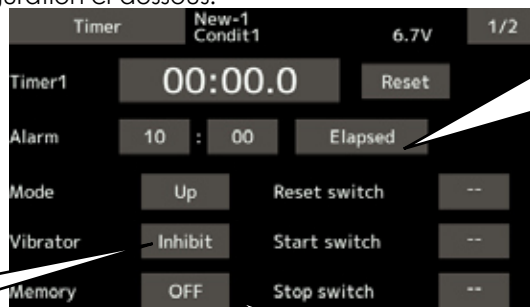 Timer New-1 Condit1 6.7V 1/2
Timer1 00:00.0 Reset
Alarm 10 : 00 Elapsed
Mode Up Reset switch --
Vibrator Inhibit Start switch --
Memory OFF Stop switch --